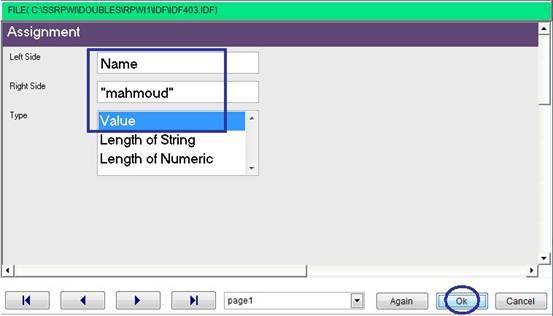 FILE( C:\SSRPWI\DOUBLES\RPWI1\IDF\IDF403.IDF)
Assignment
Left Side
Name
Right Side
"mahmoud"
Type
Value
Length of String
Length of Numeric
page1
Again
Ok
Cancel